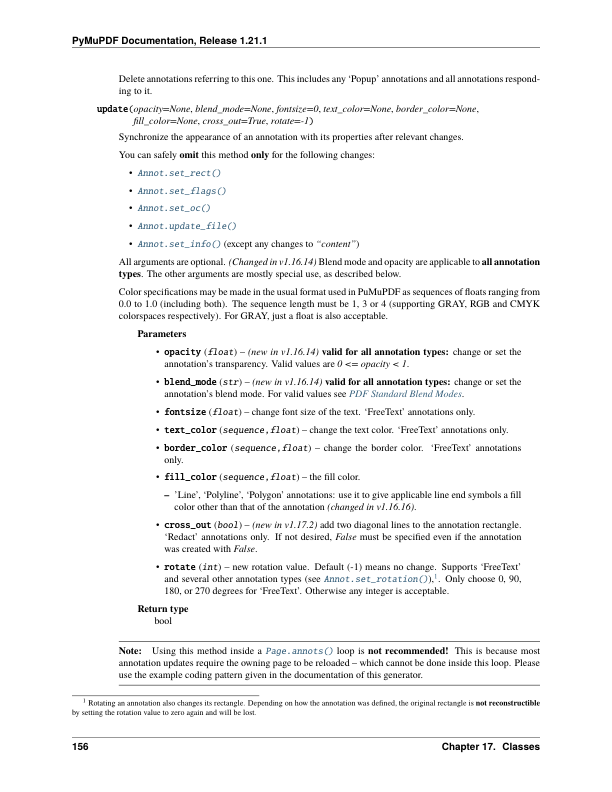 PyMuPDF Documentation, Release 1.21.1
Delete annotations referring to this one. This includes any ‘Popup’ annotations and all annotations respond-
ing to it.
update(opacity=None, blend_mode=None, fontsize=0, text_color=None, border_color=None,
fill_color=None, cross_out=True, rotate=-1)
Synchronize the appearance of an annotation with its properties after relevant changes.
You can safely omit this method only for the following changes:
• Annot.set_rect()
• Annot.set_flags()
• Annot.set_oc()
• Annot.update_file()
• Annot.set_info() (except any changes to “content”)
All arguments are optional. (Changed in v1.16.14) Blend mode and opacity are applicable to all annotation
types. The other arguments are mostly special use, as described below.
Color specifications may be made in the usual format used in PuMuPDF as sequences of floats ranging from
0.0 to 1.0 (including both). The sequence length must be 1, 3 or 4 (supporting GRAY, RGB and CMYK
colorspaces respectively). For GRAY, just a float is also acceptable.
Parameters
• opacity (float) – (new in v1.16.14) valid for all annotation types: change or set the
annotation’s transparency. Valid values are 0 <= opacity < 1.
• blend_mode (str) – (new in v1.16.14) valid for all annotation types: change or set the
annotation’s blend mode. For valid values see PDF Standard Blend Modes.
• fontsize (float) – change font size of the text. ‘FreeText’ annotations only.
• text_color (sequence,float) – change the text color. ‘FreeText’ annotations only.
• border_color (sequence,float) – change the border color. ‘FreeText’ annotations
only.
• fill_color (sequence,float) – the fill color.
– ’Line’, ‘Polyline’, ‘Polygon’ annotations: use it to give applicable line end symbols a fill
color other than that of the annotation (changed in v1.16.16).
• cross_out (bool) – (new in v1.17.2) add two diagonal lines to the annotation rectangle.
‘Redact’ annotations only. If not desired, False must be specified even if the annotation
was created with False.
• rotate (int) – new rotation value. Default (-1) means no change. Supports ‘FreeText’
and several other annotation types (see Annot.set_rotation()),¹. Only choose 0, 90,
180, or 270 degrees for ‘FreeText’. Otherwise any integer is acceptable.
Return type
bool
Note: Using this method inside a Page.annots() loop is not recommended! This is because most
annotation updates require the owning page to be reloaded – which cannot be done inside this loop. Please
use the example coding pattern given in the documentation of this generator.
¹ Rotating an annotation also changes its rectangle. Depending on how the annotation was defined, the original rectangle is not reconstructible
by setting the rotation value to zero again and will be lost.
156 Chapter 17. Classes